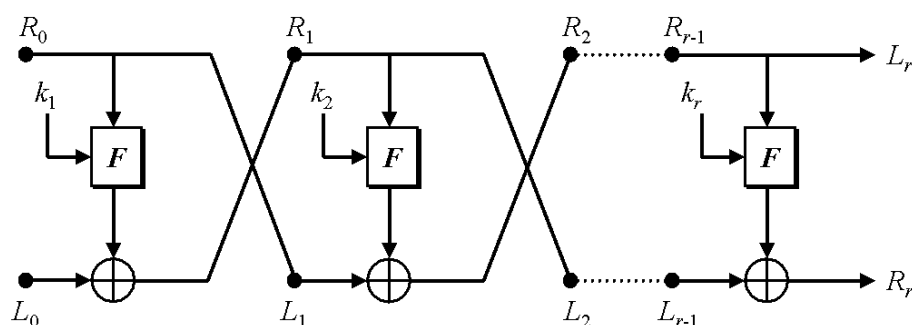 R₀ R₁ R₂ Rᵣ₋₁ Lᵣ
k₁ k₂ kᵣ
F F F
L₀ L₁ L₂ Lᵣ₋₁ Rᵣ